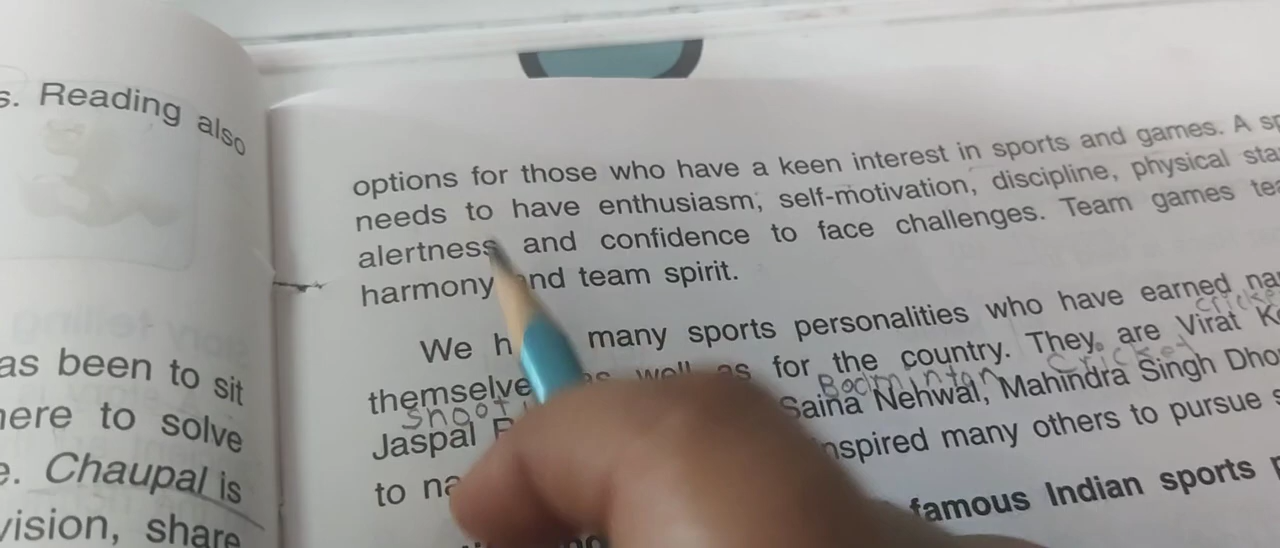 s. Reading also
as been to sit
here to solve
e. Chaupal is
vision, share
options for those who have a keen interest in sports and games. A
needs to have enthusiasm, self-motivation, discipline, physical
alertness and confidence to face challenges. Team games
harmony and team spirit.
We many sports personalities who have earned
cricke
themselve as well as for the country. They are Virat
Shoot Badminton Cricket
Jaspal Saina Nehwal, Mahindra Singh
to inspired many others to pursue
famous Indian sports